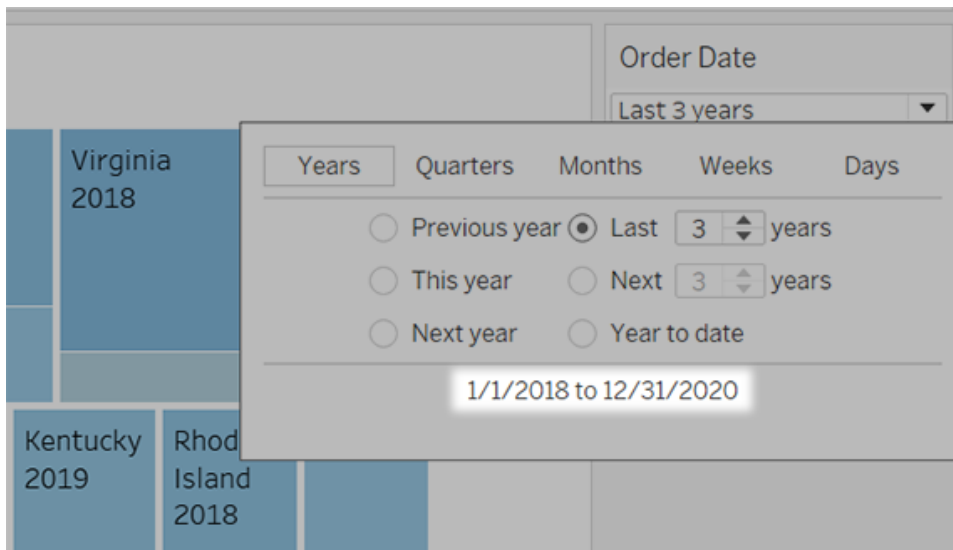 Order Date
Last 3 years
Virginia
2018
Years Quarters Months Weeks Days
Previous year Last 3 years
This year Next 3 years
Next year Year to date
1/1/2018 to 12/31/2020
Kentucky
2019
Rhod
Island
2018